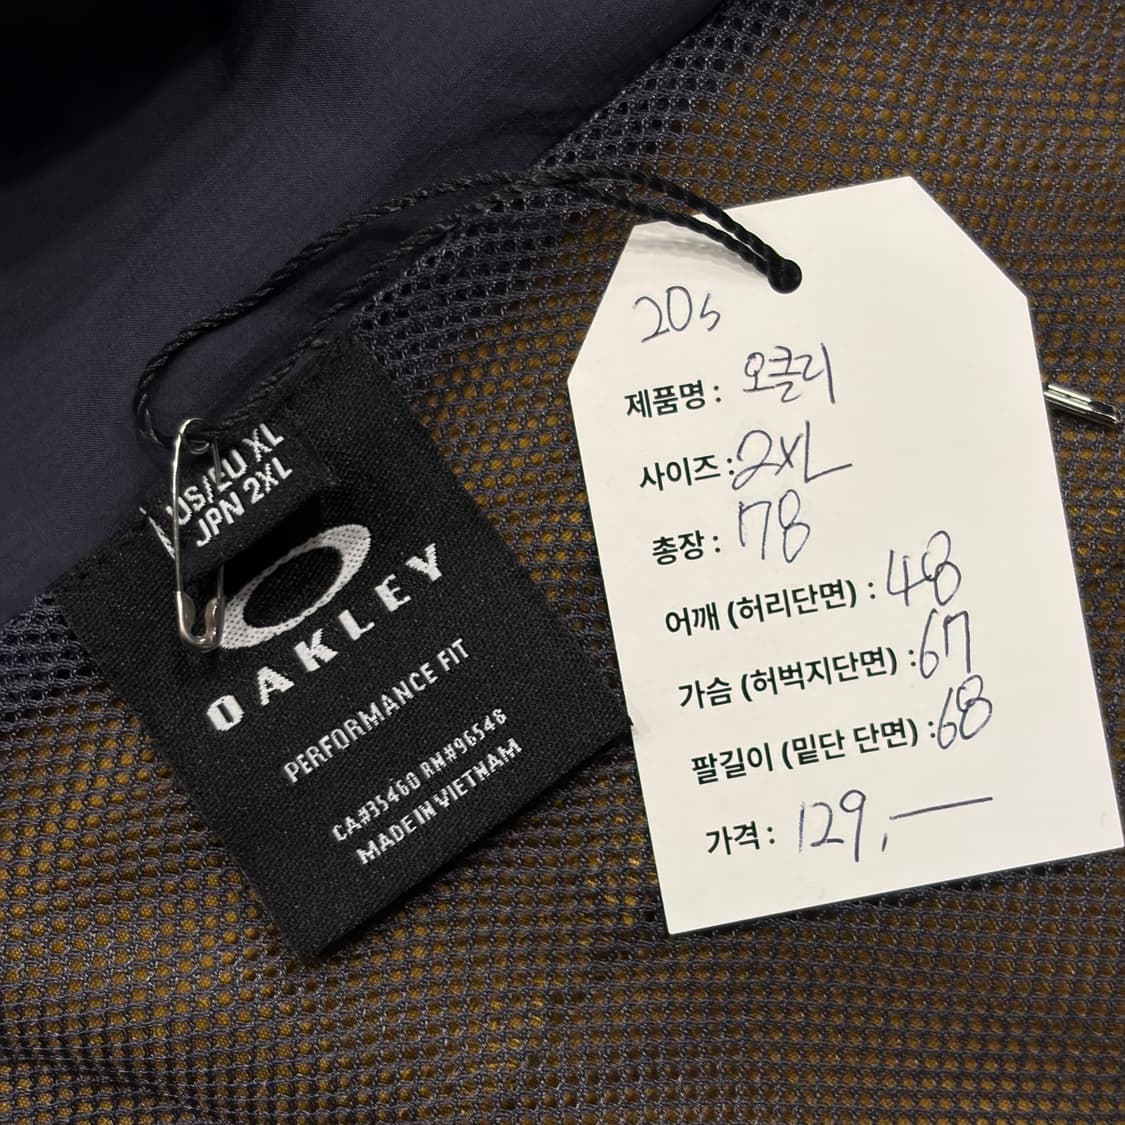 US/EU XL
JPN 2XL
OAKLEY
PERFORMANCE FIT
CA#35460 RN#96546
MADE IN VIETNAM
20s
제품명 : 오클리
사이즈 : 2XL
총장 : 78
어깨 (허리단면) : 48
가슴 (허벅지단면) : 67
팔길이 (밑단 단면) : 68
가격 : 129,—